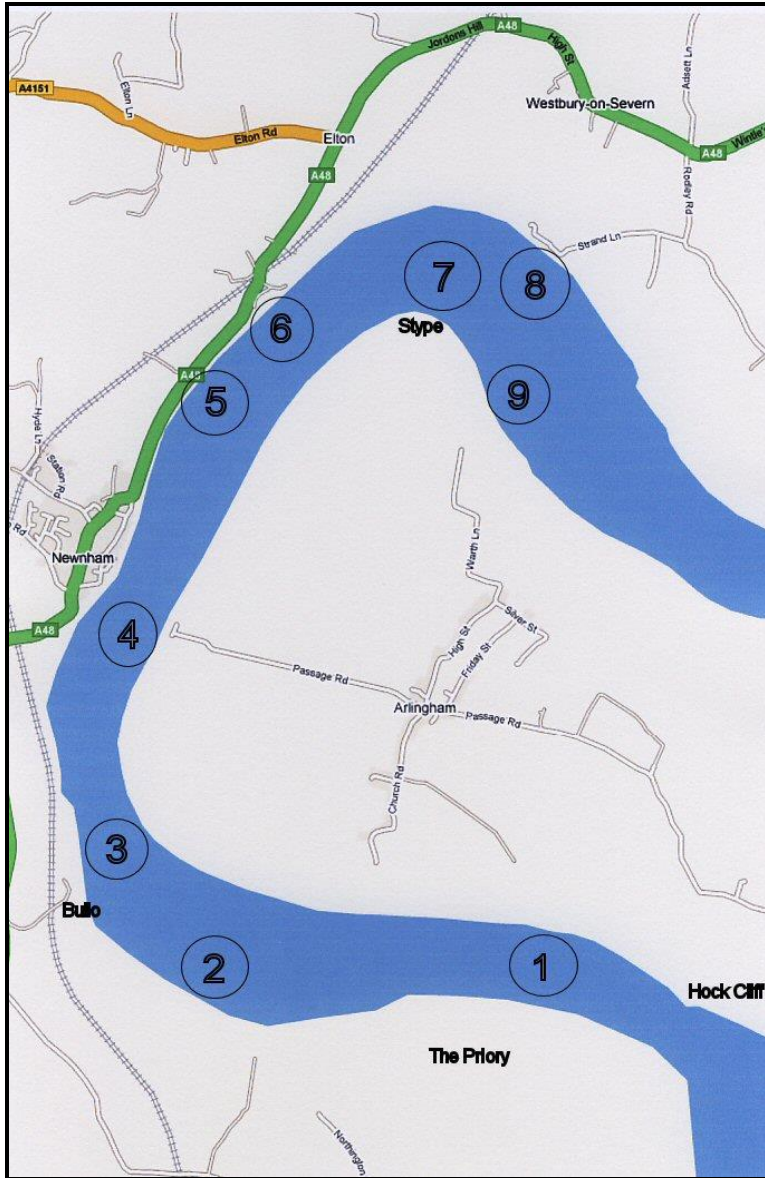 Jordons Hill
A48
High St
Adsett Ln
A4151
Elton Ln
Westbury-on-Severn
Elton Rd
Elton
A48
Wintle
A48
Rodley Rd
Strand Ln
7
8
6
Stype
A48
5
9
Hyde Ln
Station Rd
Rd
Newnham
Warth Ln
A48
4
Silver St
High St
Friday St
Passage Rd
Arlingham
Passage Rd
Church Rd
3
Bullo
2
1
Hock Cliff
The Priory
Northington